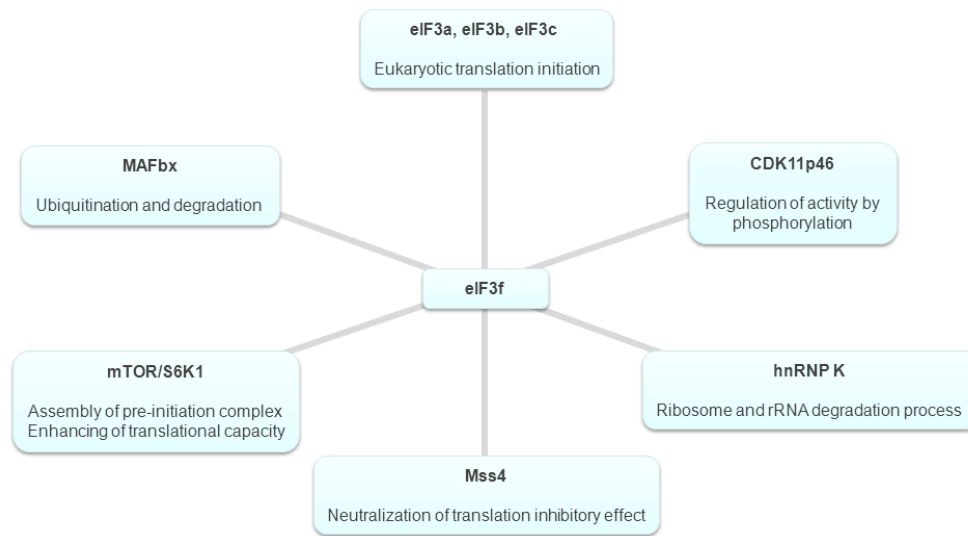 eIF3a, eIF3b, eIF3c
Eukaryotic translation initiation
MAFbx
Ubiquitination and degradation
CDK11p46
Regulation of activity by
phosphorylation
eIF3f
mTOR/S6K1
Assembly of pre-initiation complex
Enhancing of translational capacity
hnRNP K
Ribosome and rRNA degradation process
Mss4
Neutralization of translation inhibitory effect